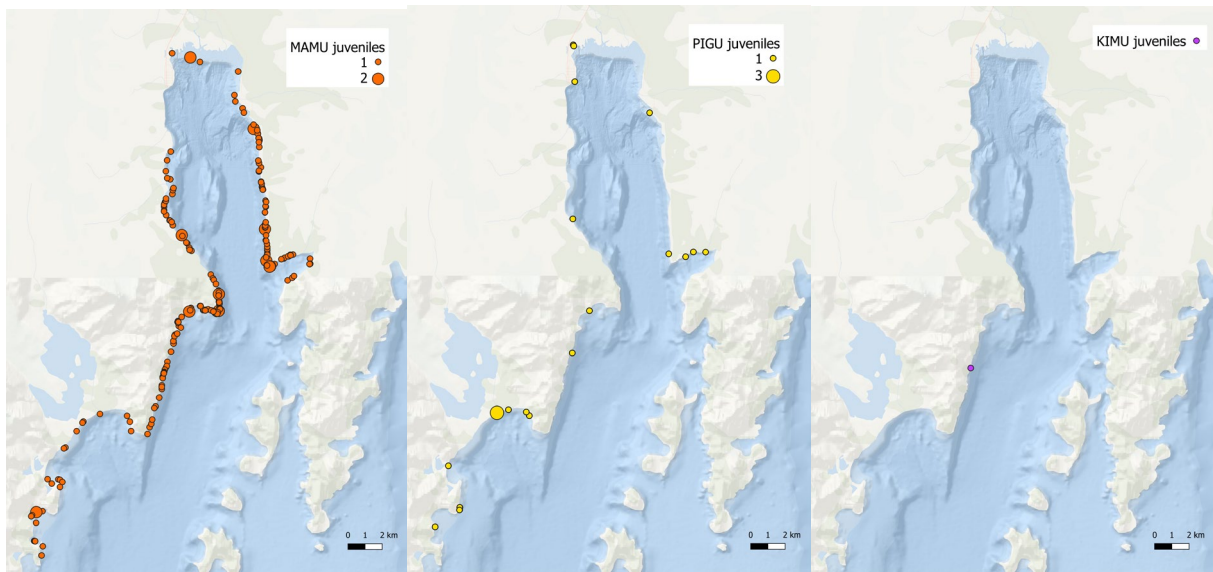 MAMU juveniles
1
2
0 1 2 km
PIGU juveniles
1
3
0 1 2 km
KIMU juveniles
0 1 2 km